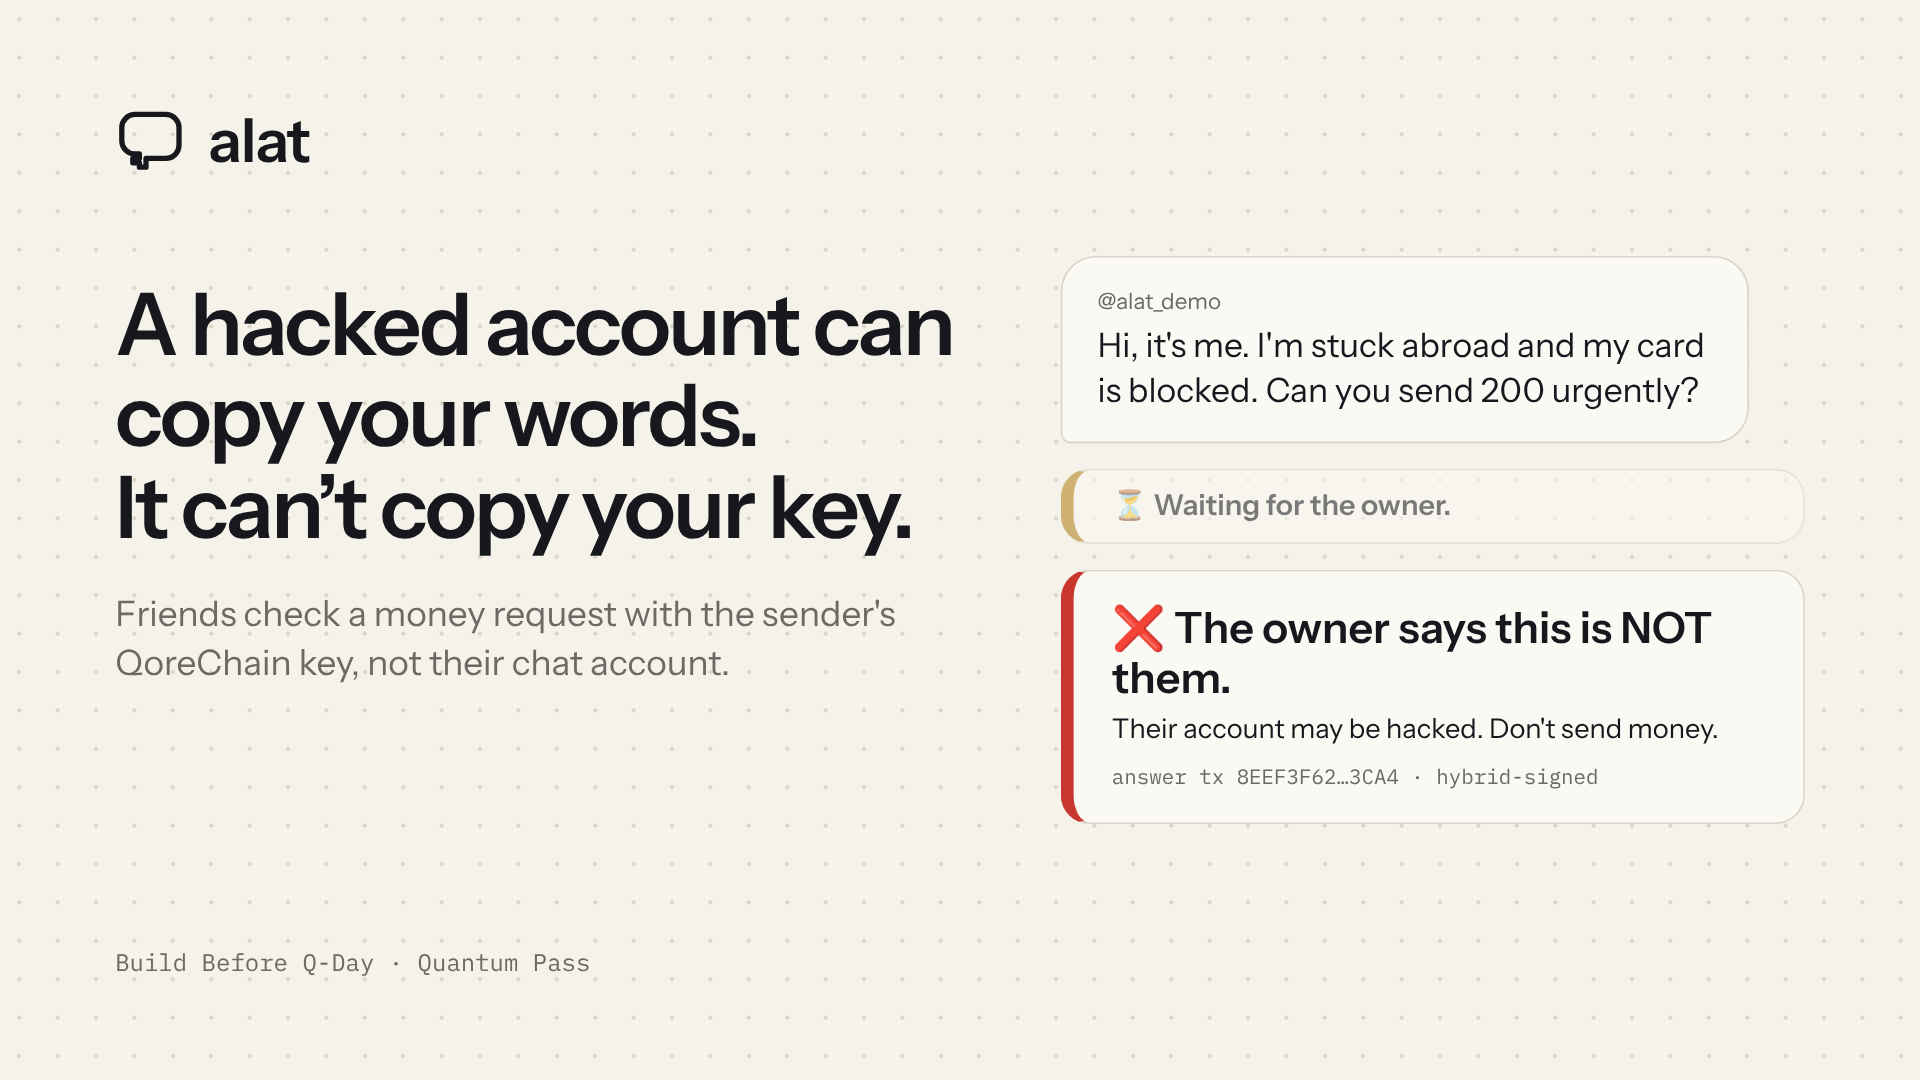 alat
A hacked account can
copy your words.
It can’t copy your key.
Friends check a money request with the sender's
QoreChain key, not their chat account.
@alat_demo
Hi, it's me. I'm stuck abroad and my card
is blocked. Can you send 200 urgently?
⏳ Waiting for the owner.
❌ The owner says this is NOT
them.
Their account may be hacked. Don't send money.
answer tx 8EEF3F62…3CA4 · hybrid-signed
Build Before Q-Day · Quantum Pass